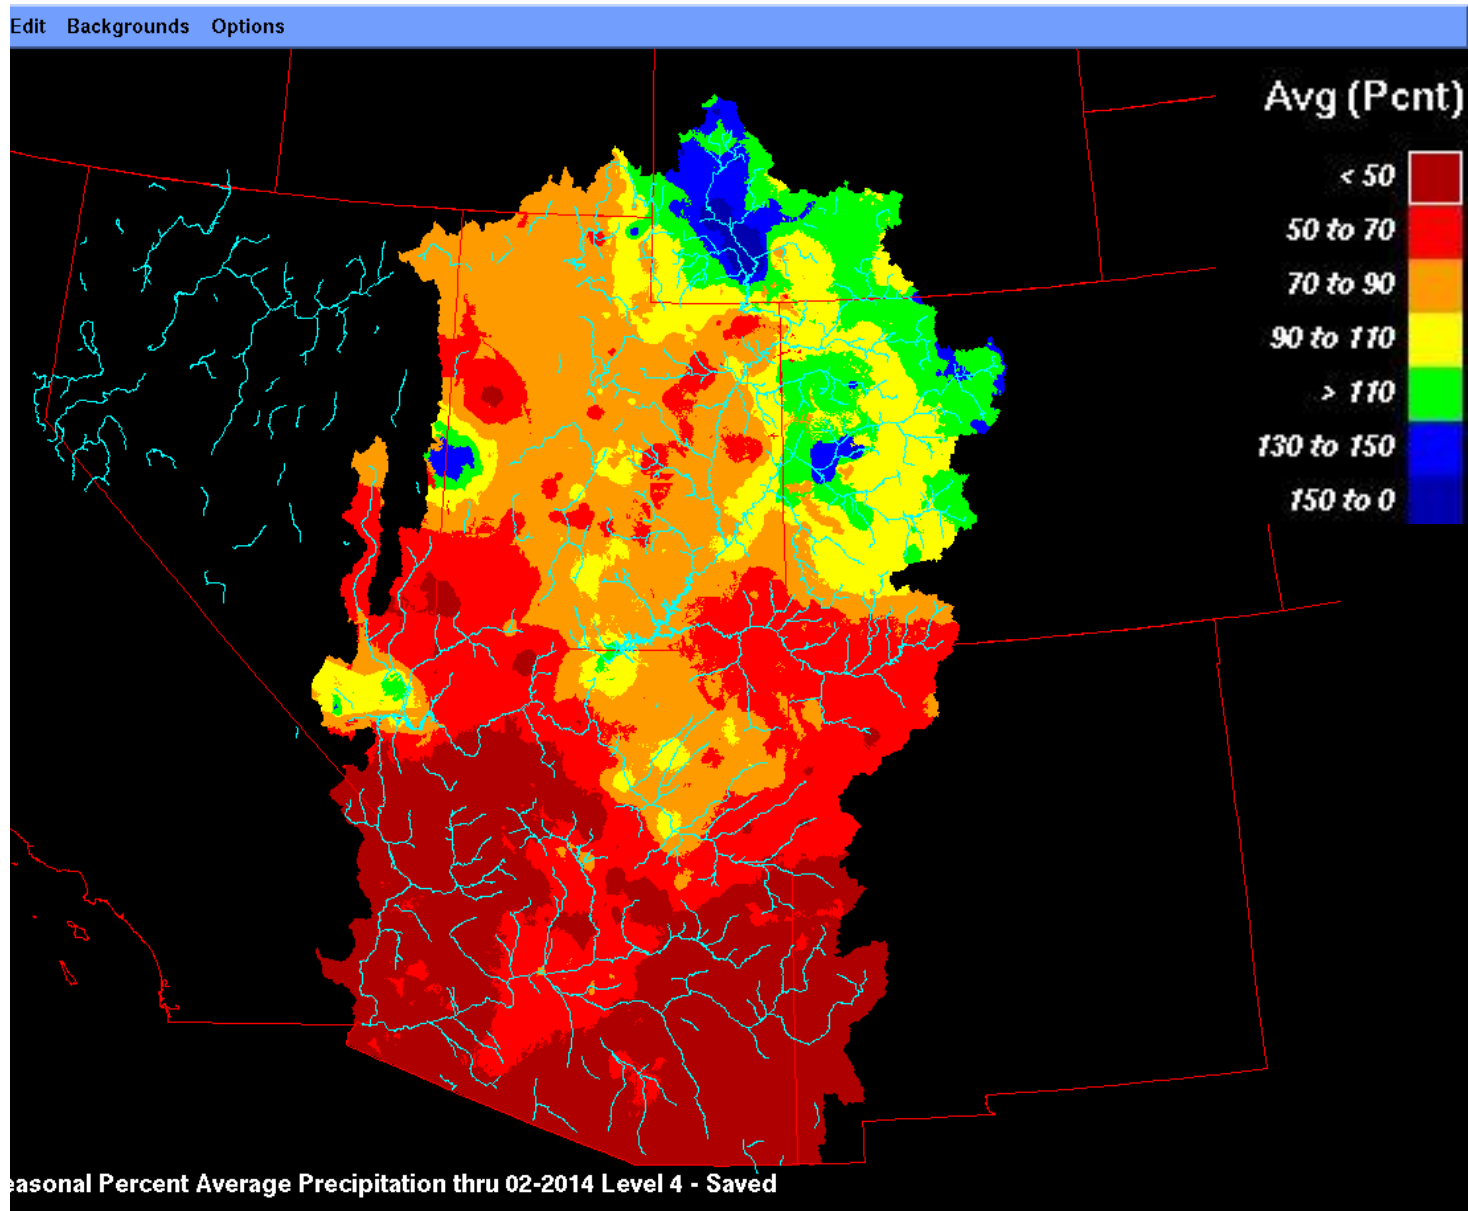 Edit Backgrounds Options
Avg (Pcnt)
< 50
50 to 70
70 to 90
90 to 110
> 110
130 to 150
150 to 0
easonal Percent Average Precipitation thru 02-2014 Level 4 - Saved